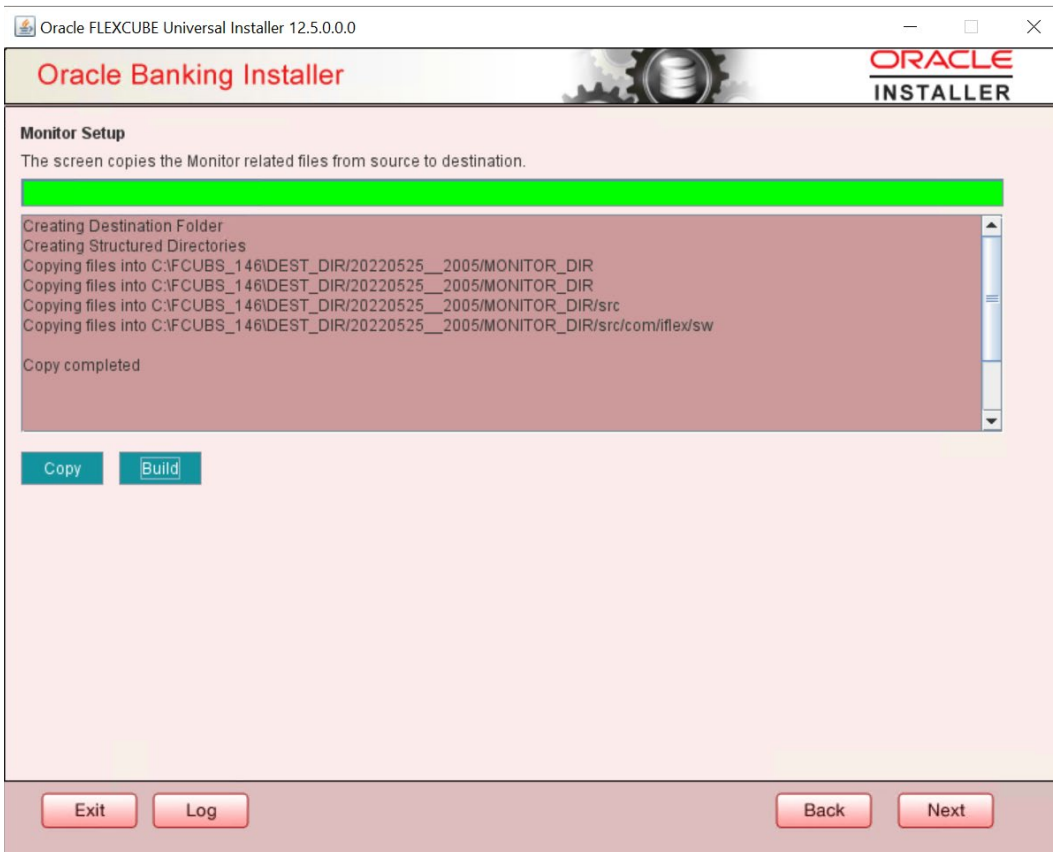 Oracle FLEXCUBE Universal Installer 12.5.0.0.0
Oracle Banking Installer
ORACLE
INSTALLER
Monitor Setup
The screen copies the Monitor related files from source to destination.
Creating Destination Folder
Creating Structured Directories
Copying files into C:\FCUBS_146\DEST_DIR/20220525__2005/MONITOR_DIR
Copying files into C:\FCUBS_146\DEST_DIR/20220525__2005/MONITOR_DIR
Copying files into C:\FCUBS_146\DEST_DIR/20220525__2005/MONITOR_DIR/src
Copying files into C:\FCUBS_146\DEST_DIR/20220525__2005/MONITOR_DIR/src/com/iflex/sw
Copy completed
Copy Build
Exit Log Back Next